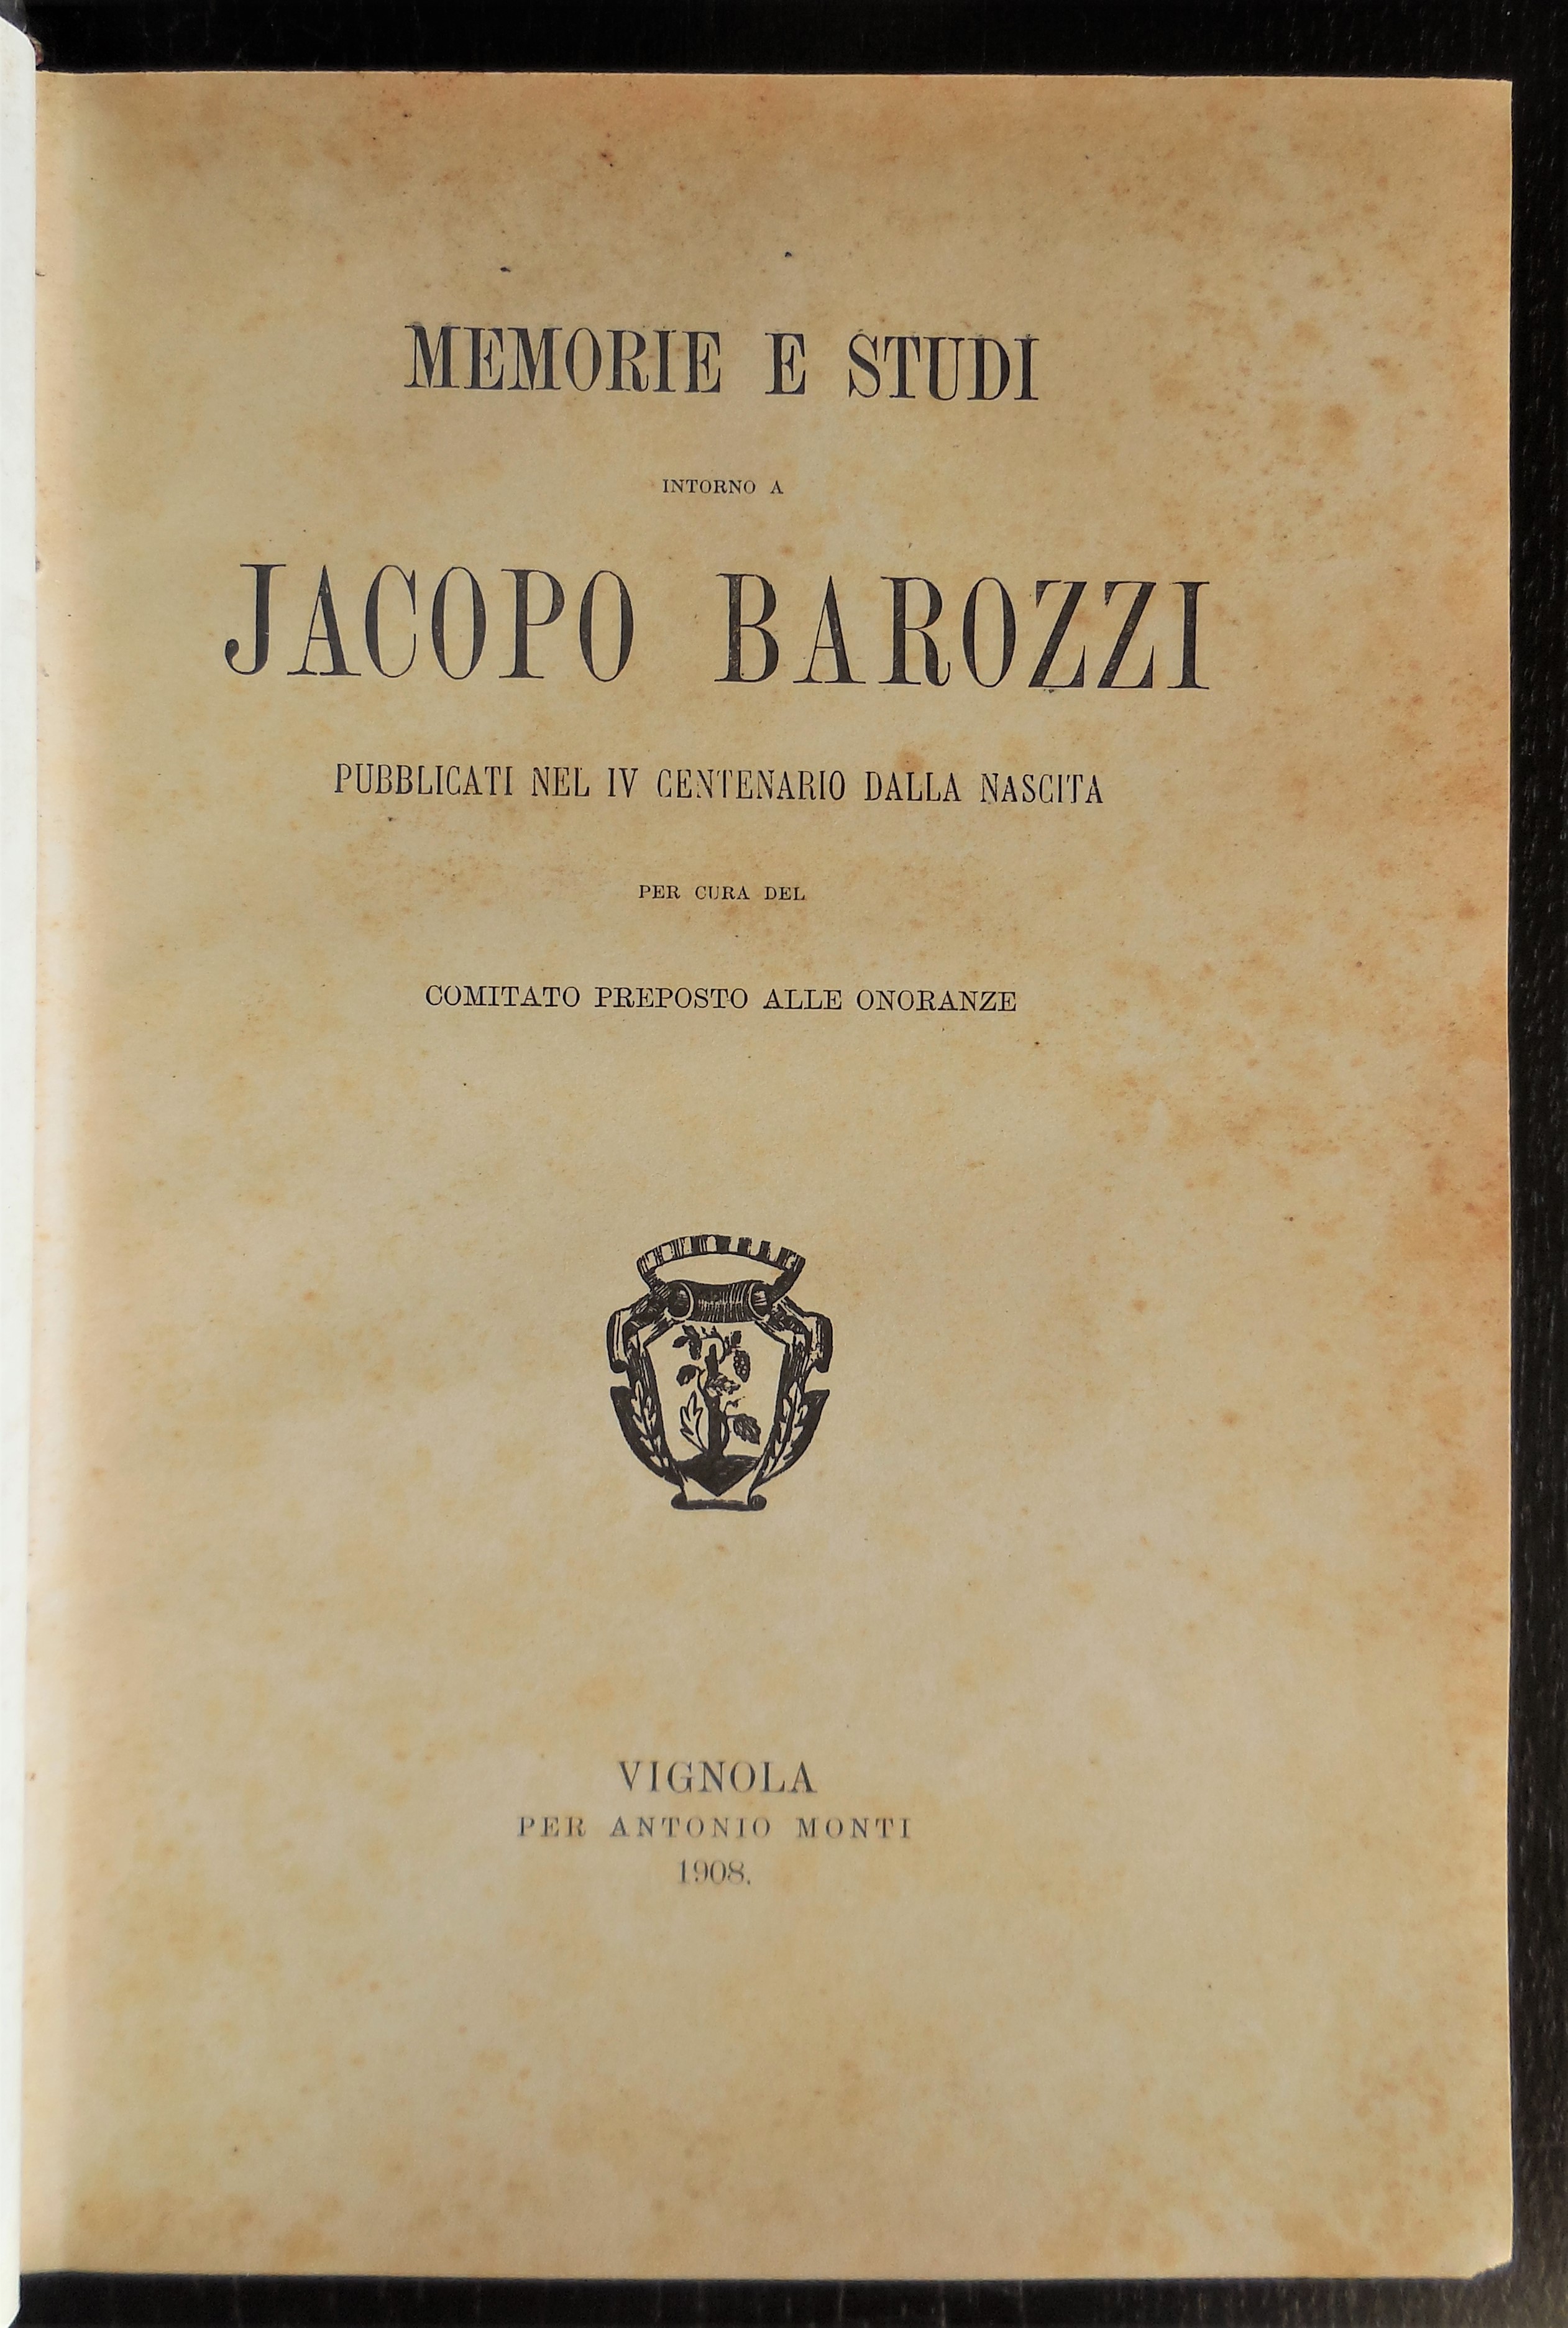 MEMORIE E STUDI
INTORNO A
JACOPO BAROZZI
PUBBLICATI NEL IV CENTENARIO DALLA NASCITA
PER CURA DEL
COMITATO PREPOSTO ALLE ONORANZE
VIGNOLA
PER ANTONIO MONTI
1908.